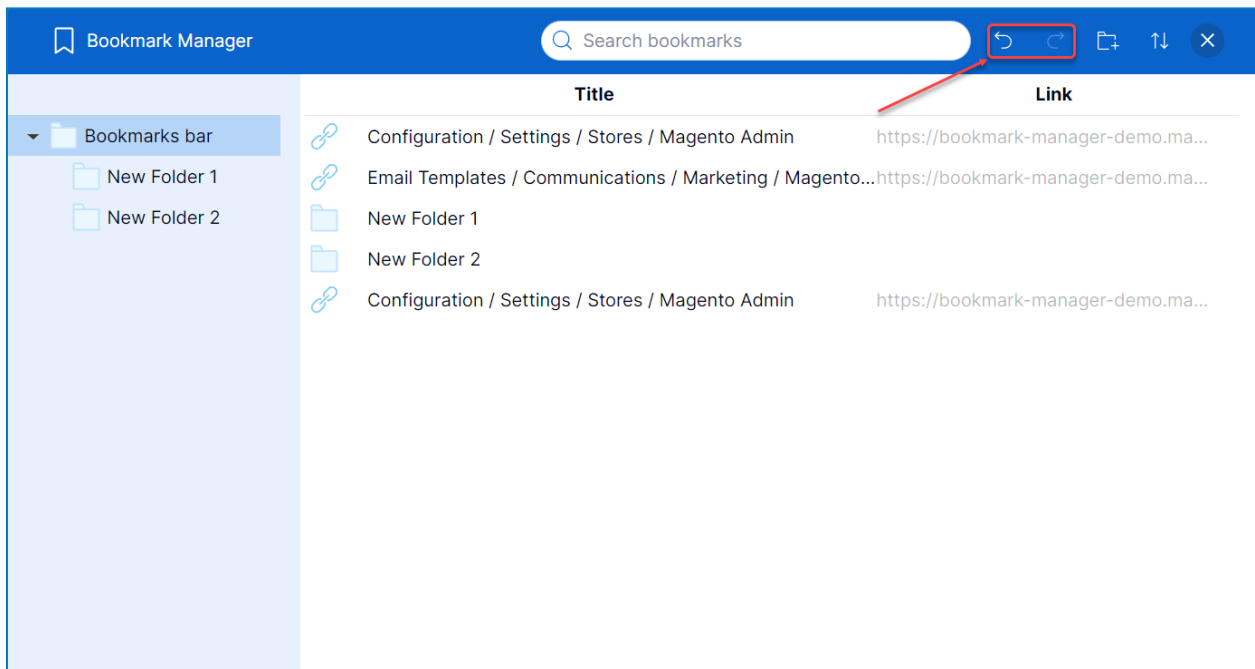 Bookmark Manager
Search bookmarks
Title Link
Bookmarks bar
New Folder 1
New Folder 2
Configuration / Settings / Stores / Magento Admin https://bookmark-manager-demo.ma...
Email Templates / Communications / Marketing / Magento... https://bookmark-manager-demo.ma...
New Folder 1
New Folder 2
Configuration / Settings / Stores / Magento Admin https://bookmark-manager-demo.ma...